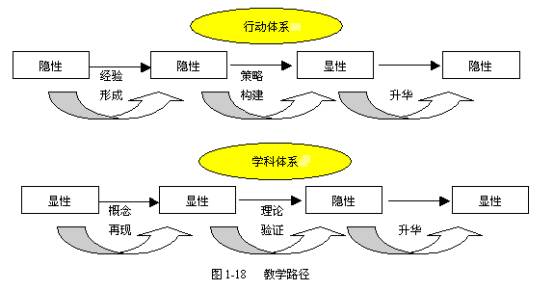 行动体系
隐性
隐性
显性
隐性
经验
形成
策略
构建
升华
学科体系
显性
显性
隐性
显性
概念
再现
理论
验证
升华
图 1-18 教学路径